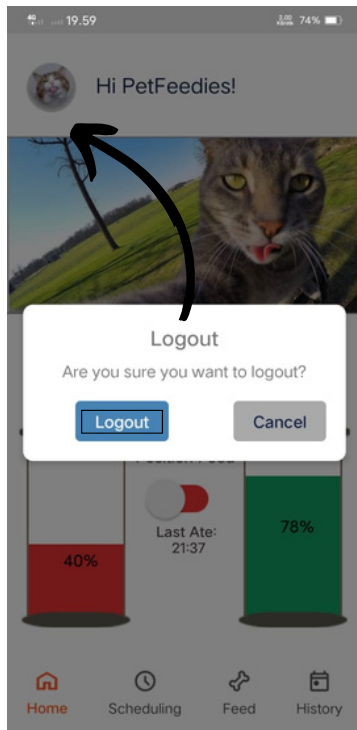 19.59
74%
Hi PetFeedies!
Logout
Are you sure you want to logout?
Logout
Cancel
40%
Last Ate:
21:37
78%
Home
Scheduling
Feed
History